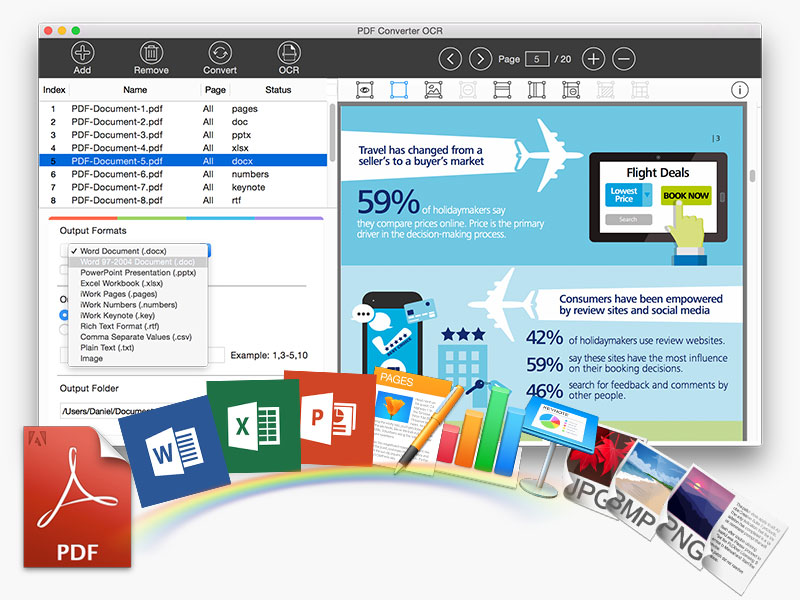 PDF Converter OCR
Add
Remove
Convert
OCR
Page 5 / 20
Index Name Page Status
1 PDF-Document-1.pdf All pages
2 PDF-Document-2.pdf All doc
3 PDF-Document-3.pdf All pptx
4 PDF-Document-4.pdf All xlsx
5 PDF-Document-5.pdf All docx
6 PDF-Document-6.pdf All numbers
7 PDF-Document-7.pdf All keynote
8 PDF-Document-8.pdf All rtf
Output Formats
✓ Word Document (.docx)
Word 97-2004 Document (.doc)
PowerPoint Presentation (.pptx)
Excel Workbook (.xlsx)
iWork Pages (.pages)
iWork Numbers (.numbers)
iWork Keynote (.key)
Rich Text Format (.rtf)
Comma Separate Values (.csv)
Plain Text (.txt)
Image
Example: 1,3-5,10
Output Folder
/Users/Daniel/Document
|3
Travel has changed from a
seller's to a buyer's market
59% of holidaymakers say
they compare prices online. Price is the primary
driver in the decision-making process.
Flight Deals
Lowest
Price
BOOK NOW
Search
Consumers have been empowered
by review sites and social media
42% of holidaymakers use review websites.
59% say these sites have the most influence
on their booking decisions.
46% search for feedback and comments by
other people.
PDF
W
X
P
PAGES
KEYNOTE
JPG
BMP
PNG